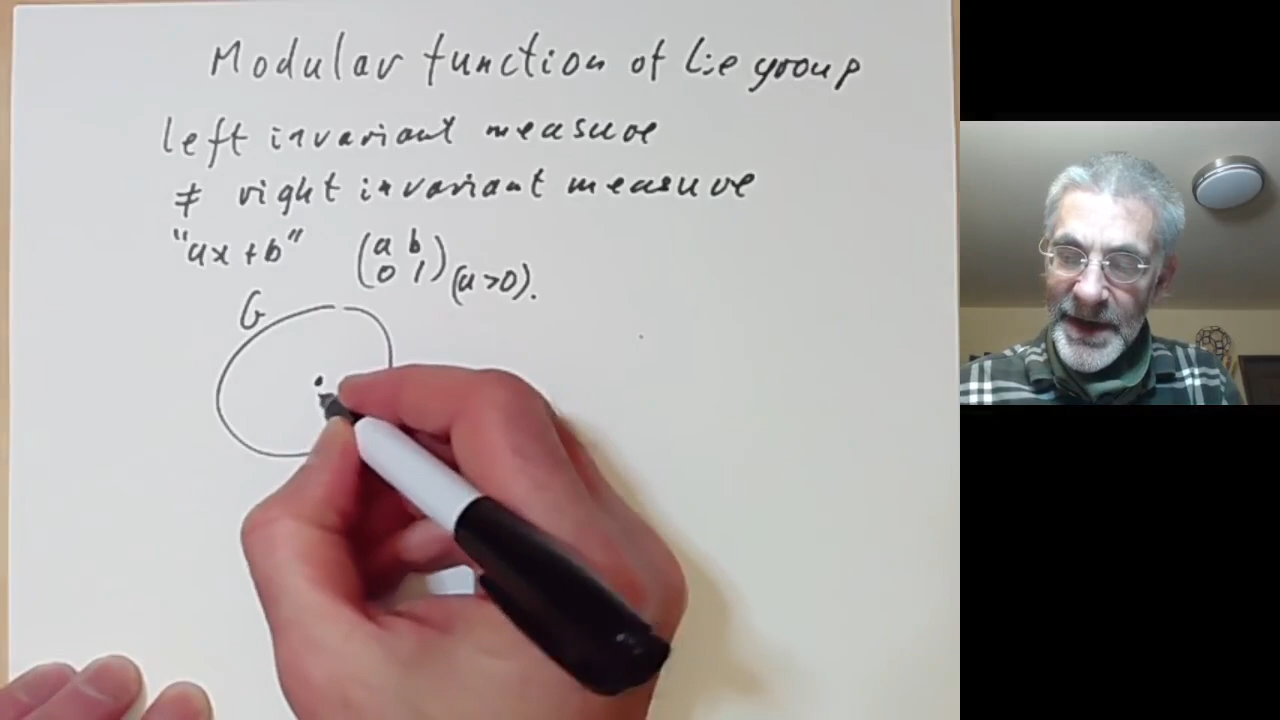 Modular function of Lie group
left invariant measure
≠ right invariant measure
"ax+b" (a b
0 1) (a>0).
G